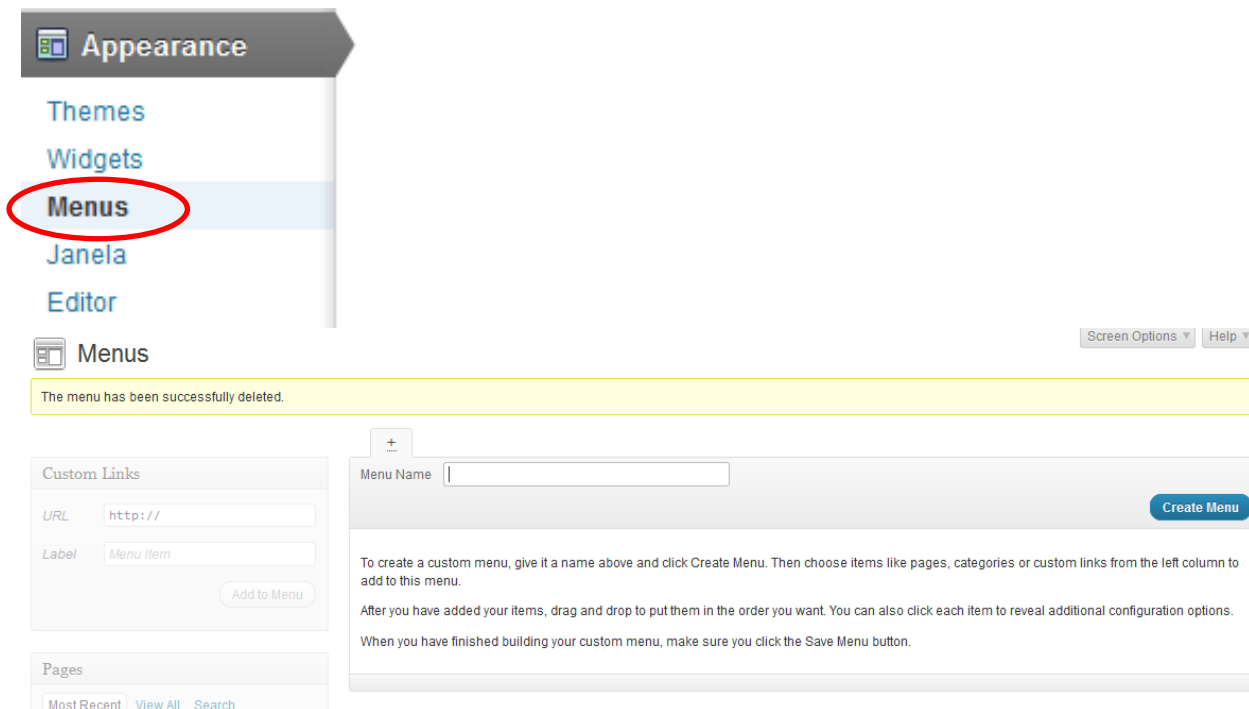 Appearance
Themes
Widgets
Menus
Janela
Editor
Screen Options Help
Menus
The menu has been successfully deleted.
+
Custom Links
Menu Name
URL http://
Create Menu
Label Menu Item
To create a custom menu, give it a name above and click Create Menu. Then choose items like pages, categories or custom links from the left column to
add to this menu.
Add to Menu
After you have added your items, drag and drop to put them in the order you want. You can also click each item to reveal additional configuration options.
When you have finished building your custom menu, make sure you click the Save Menu button.
Pages
Most Recent View All Search